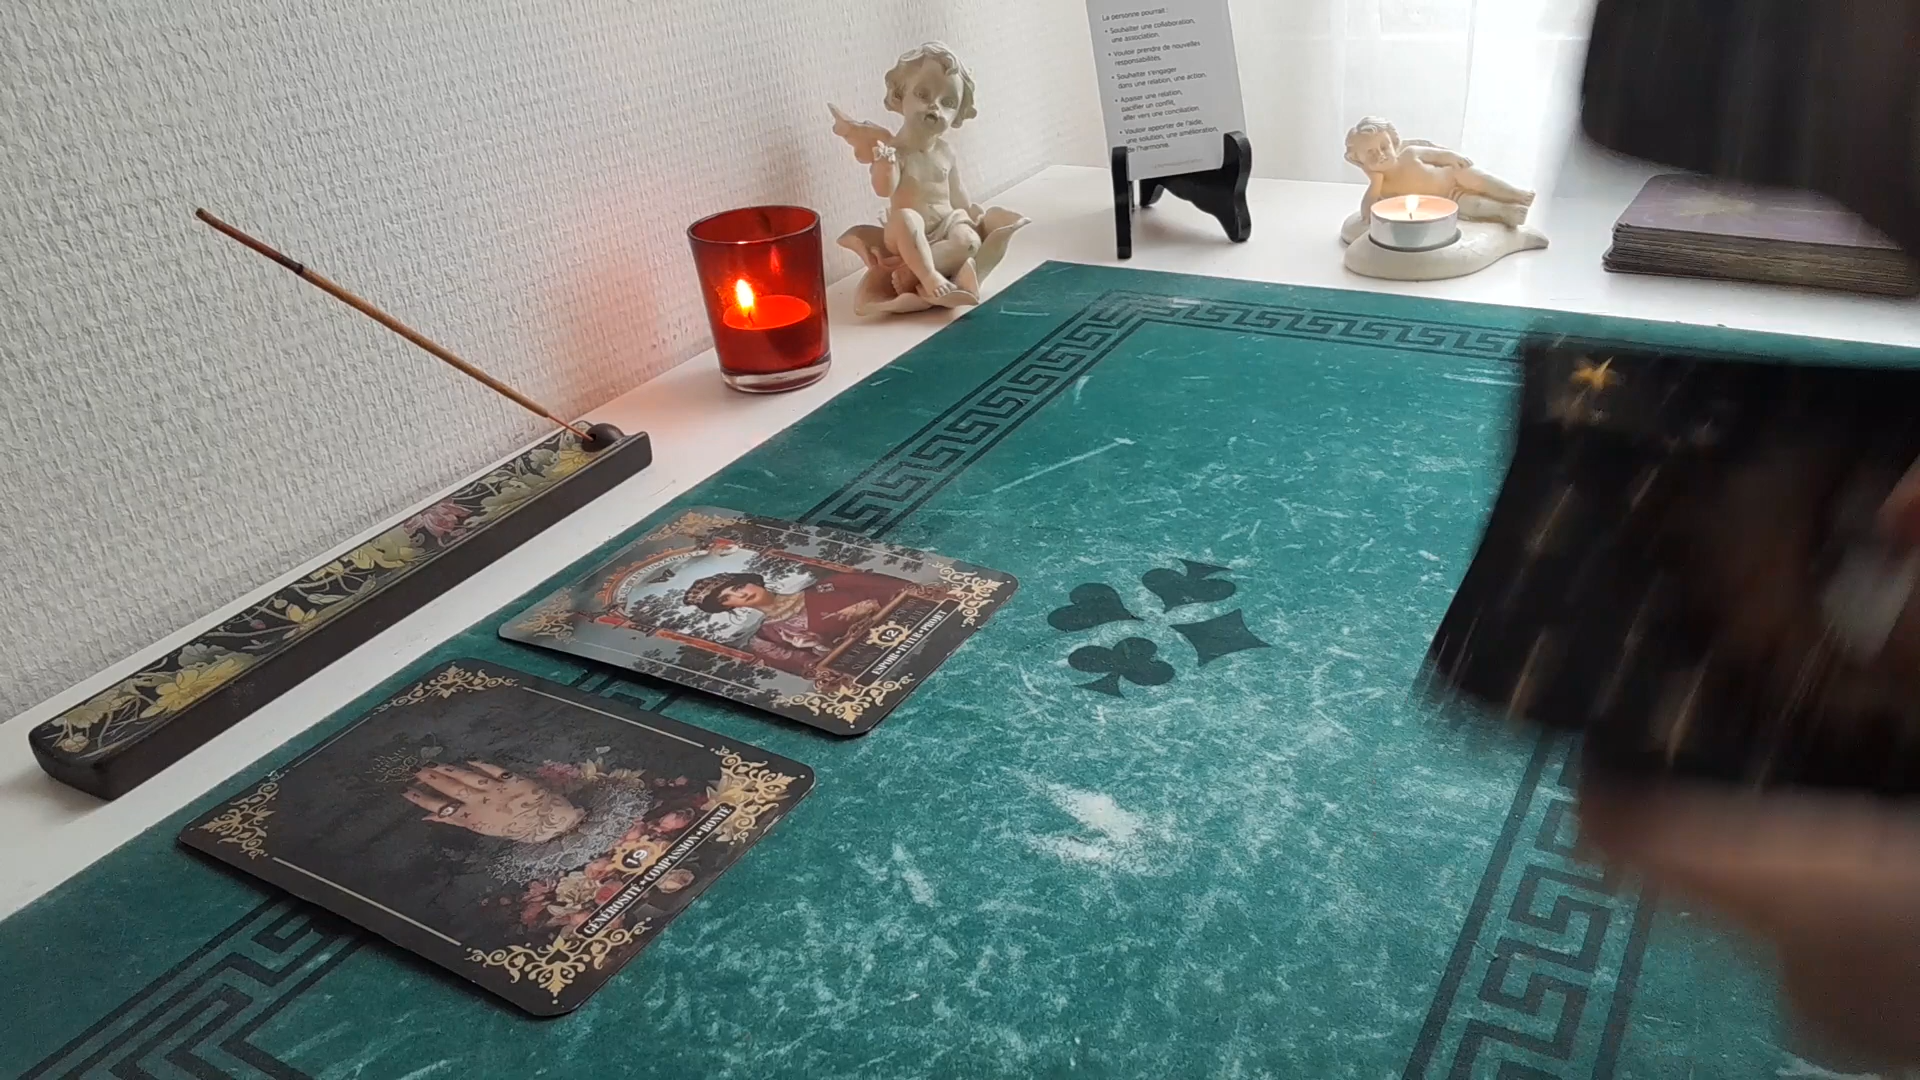 La personne pourrait :
• Souhaiter une collaboration,
une association.
• Vouloir prendre de nouvelles
responsabilités.
• Souhaiter s'engager
dans une relation, une action.
• Apaiser une relation,
pacifier un conflit,
aller vers une conciliation.
• Vouloir apporter de l'aide,
une solution, une amélioration,
de l'harmonie.
12
ESPOIR • FUTUR • PROJET
19
GÉNÉROSITÉ • COMPASSION • BONTÉ